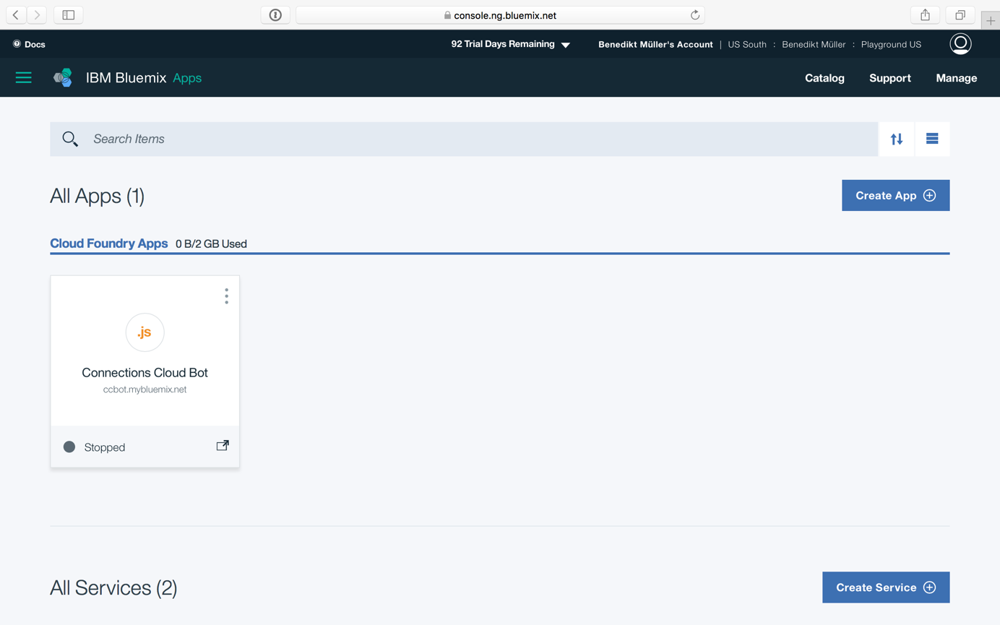 console.ng.bluemix.net
Docs
92 Trial Days Remaining
Benedikt Müller's Account | US South : Benedikt Müller : Playground US
IBM Bluemix Apps
Catalog
Support
Manage
Search Items
All Apps (1)
Create App
Cloud Foundry Apps 0 B/2 GB Used
.js
Connections Cloud Bot
ccbot.mybluemix.net
Stopped
All Services (2)
Create Service